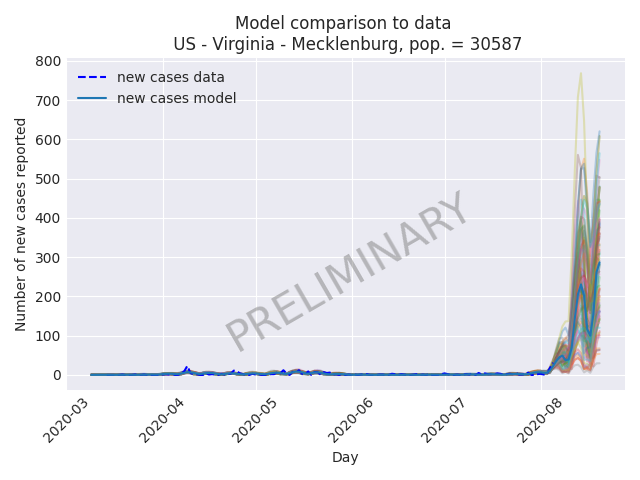 Model comparison to data
US - Virginia - Mecklenburg, pop. = 30587
new cases data
new cases model
Number of new cases reported
800
700
600
500
400
300
200
100
0
PRELIMINARY
2020-03
2020-04
2020-05
2020-06
2020-07
2020-08
Day